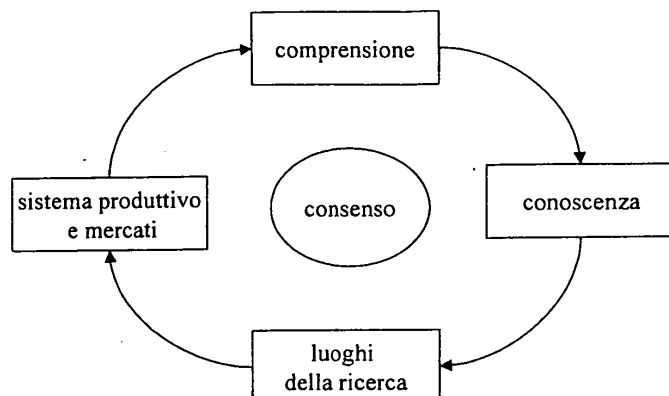 comprensione
sistema produttivo
e mercati
consenso
conoscenza
luoghi
della ricerca